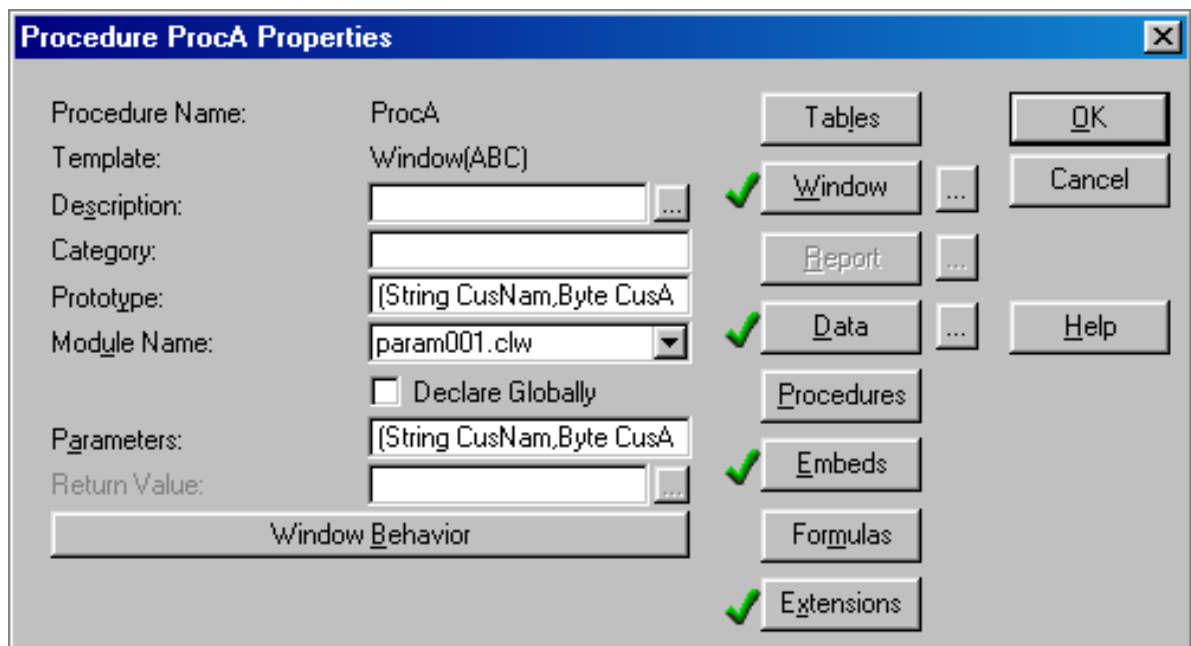 Procedure ProcA Properties
Procedure Name: ProcA
Template: Window(ABC)
Description: ...
Category:
Prototype: (String CusNam,Byte CusA
Module Name: param001.clw
Declare Globally
Parameters: (String CusNam,Byte CusA
Return Value: ...
Window Behavior
Tables
Window ...
Report ...
Data ...
Procedures
Embeds
Formulas
Extensions
OK
Cancel
Help